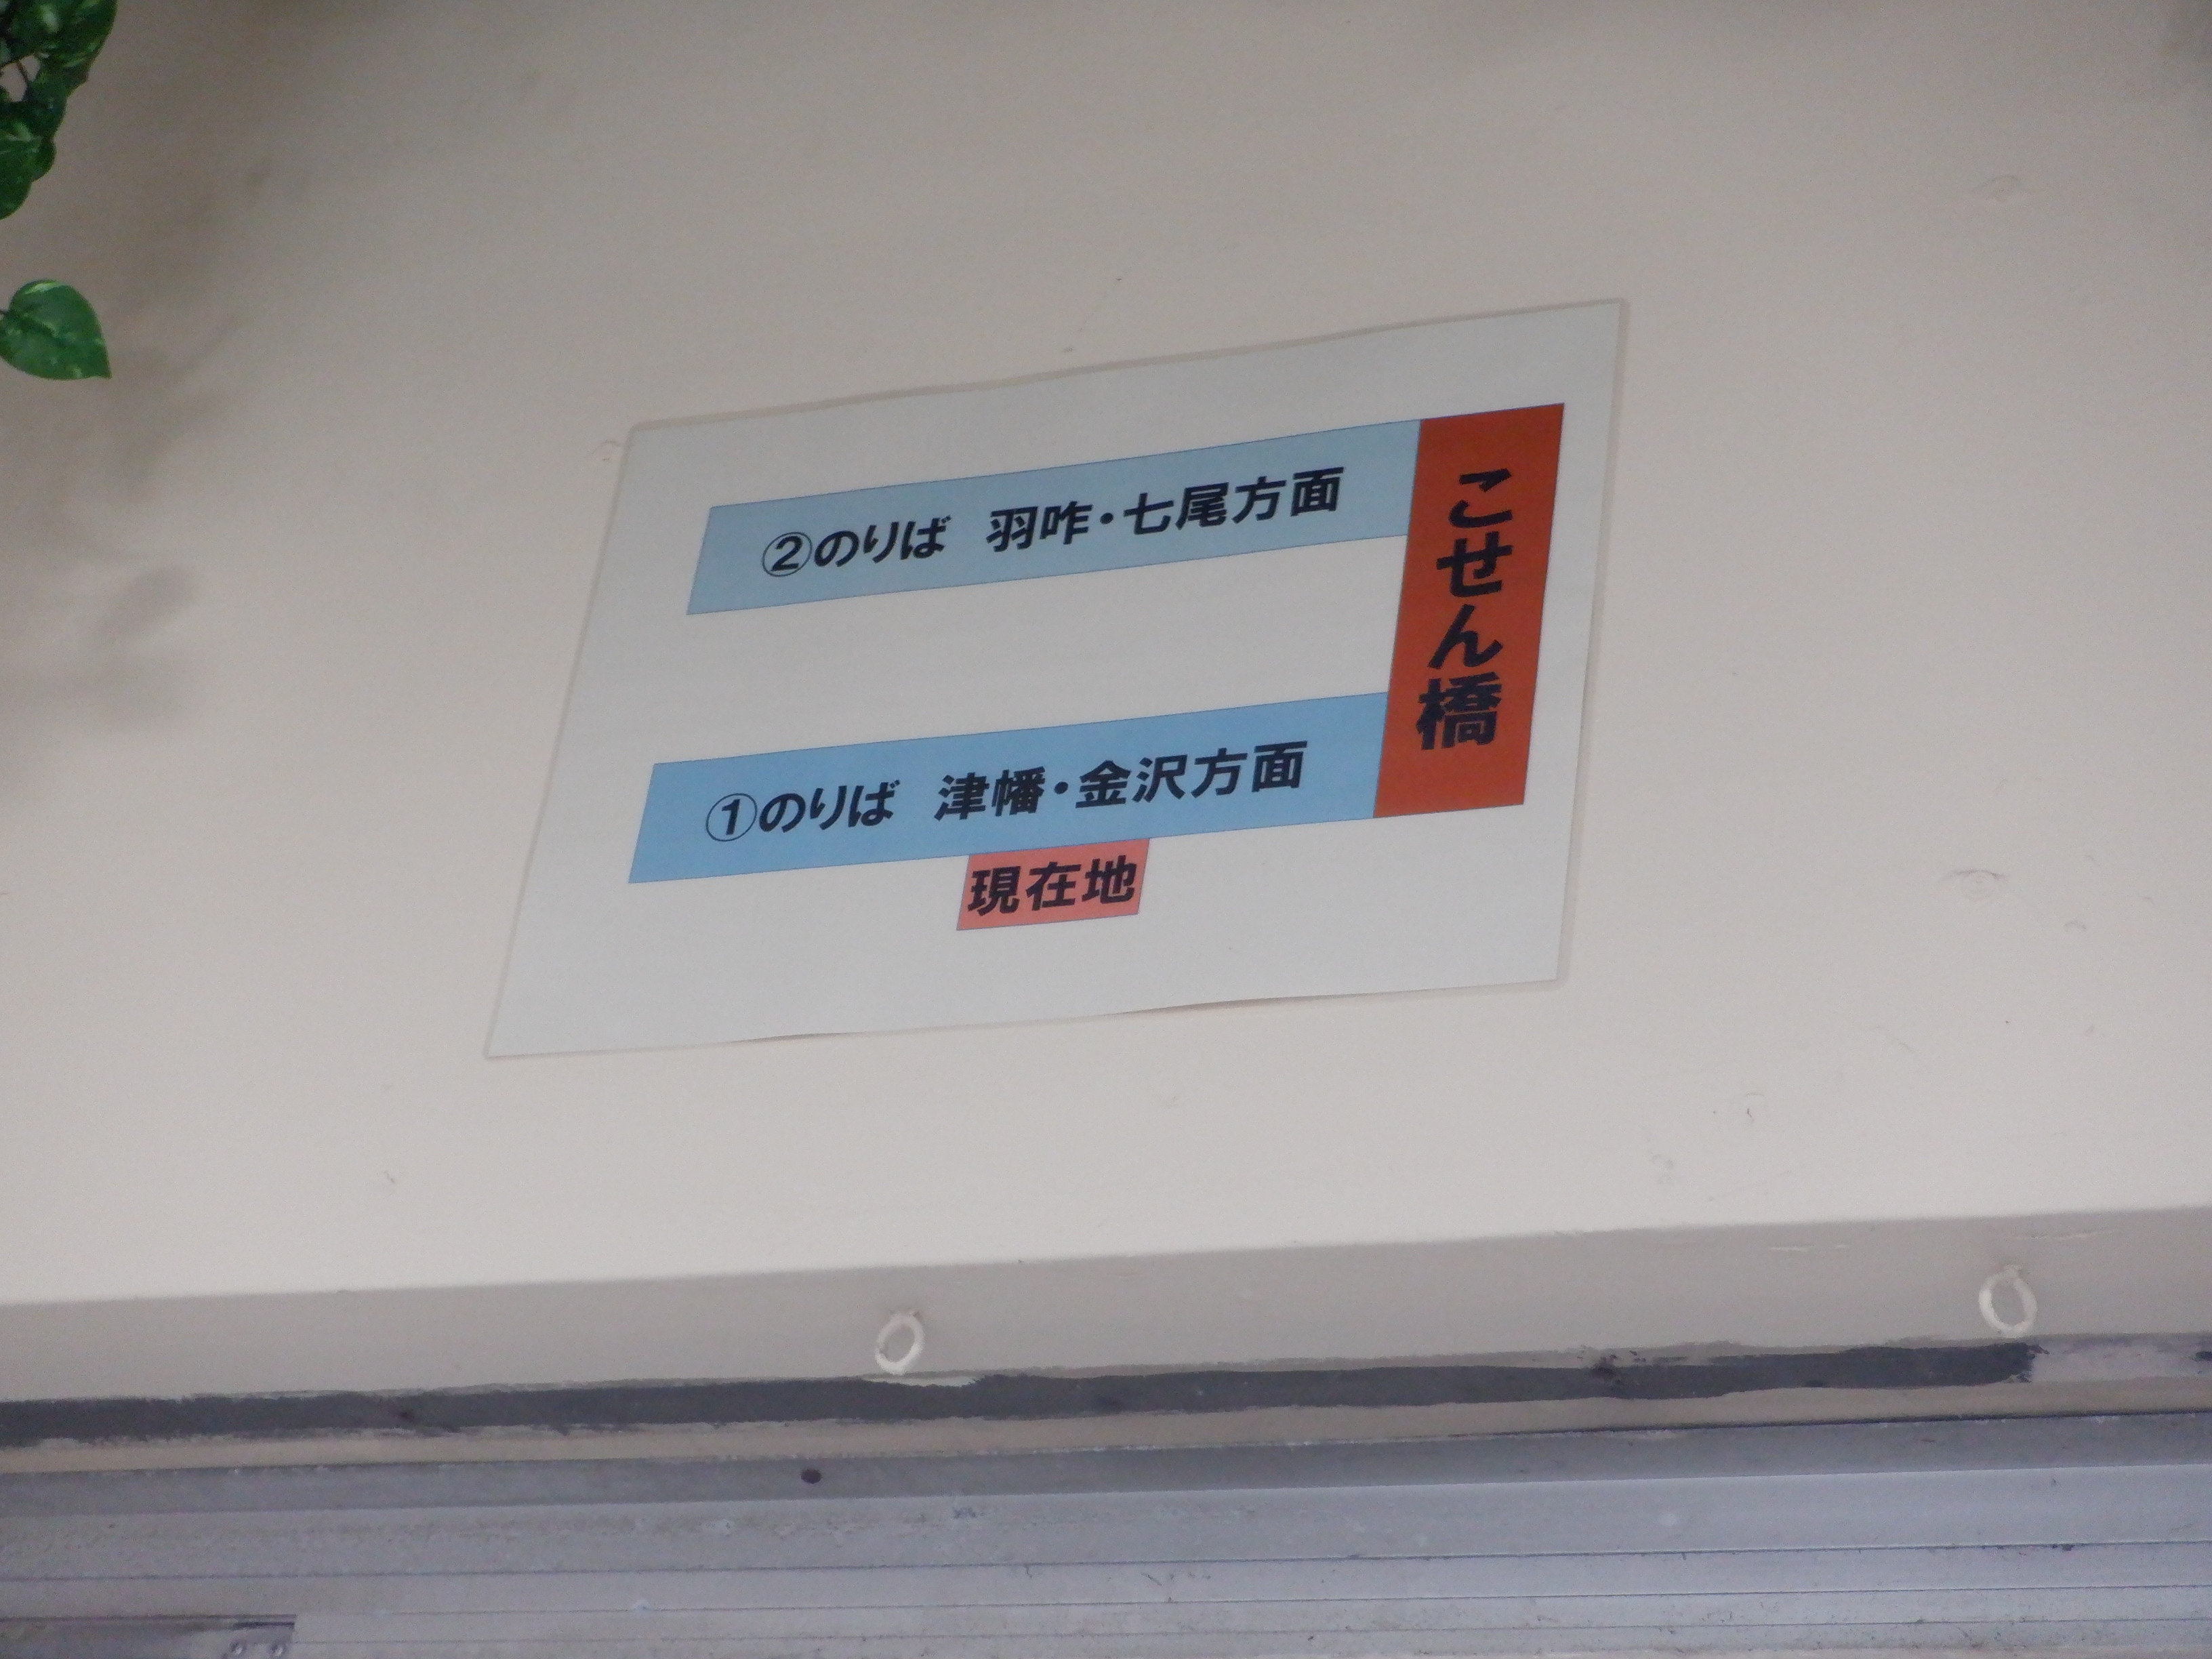 ②のりば 羽咋・七尾方面
こせん橋
①のりば 津幡・金沢方面
現在地